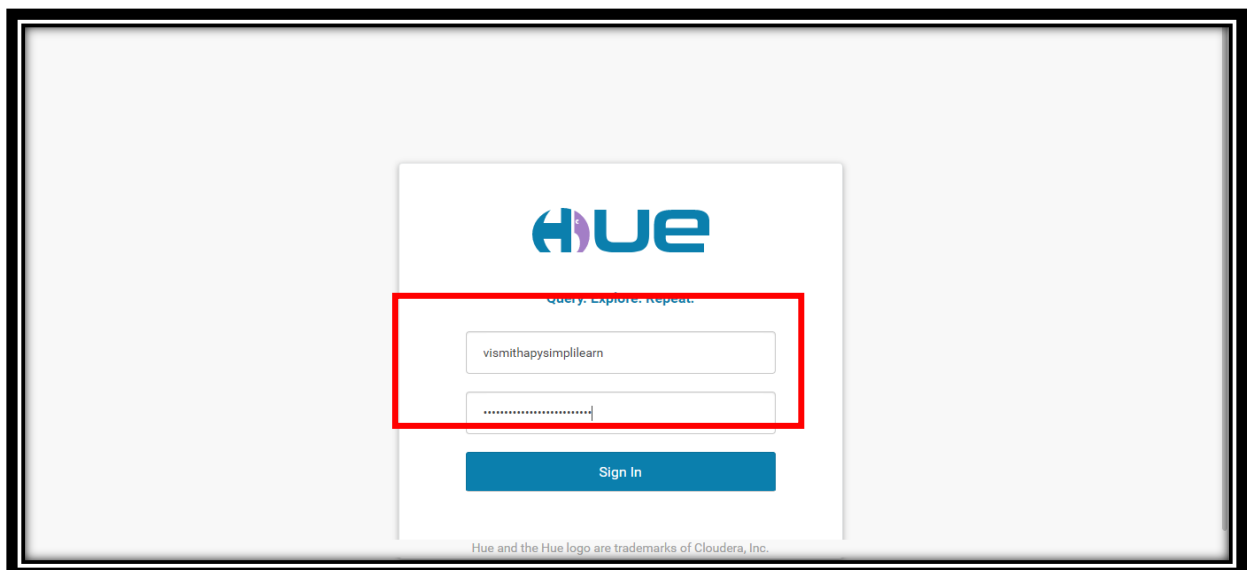 HUE
Query. Explore. Repeat.
vismithapysimplilearn
••••••••••••••••••••••••••
Sign In
Hue and the Hue logo are trademarks of Cloudera, Inc.